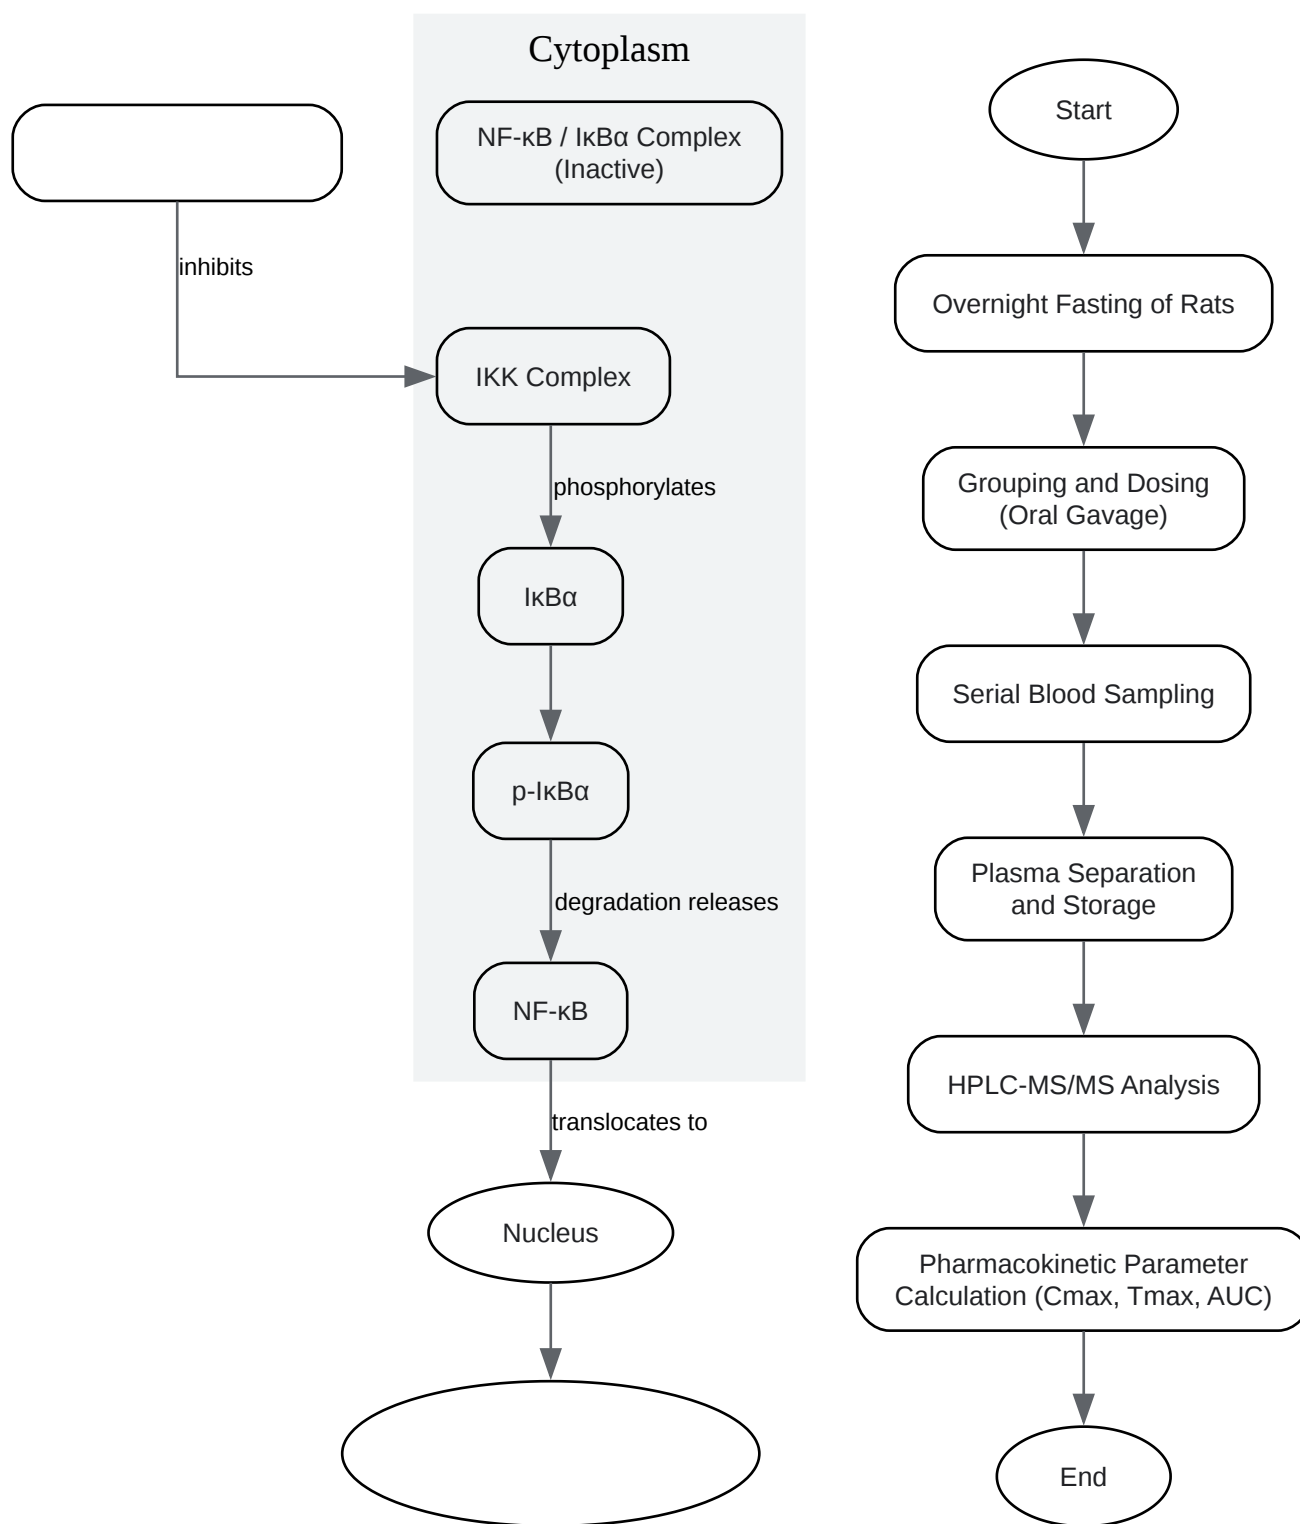 Cytoplasm
NF-κB / IκBα Complex
(Inactive)
inhibits
IKK Complex
phosphorylates
IκBα
p-IκBα
degradation releases
NF-κB
translocates to
Nucleus
Start
Overnight Fasting of Rats
Grouping and Dosing
(Oral Gavage)
Serial Blood Sampling
Plasma Separation
and Storage
HPLC-MS/MS Analysis
Pharmacokinetic Parameter
Calculation (Cmax, Tmax, AUC)
End